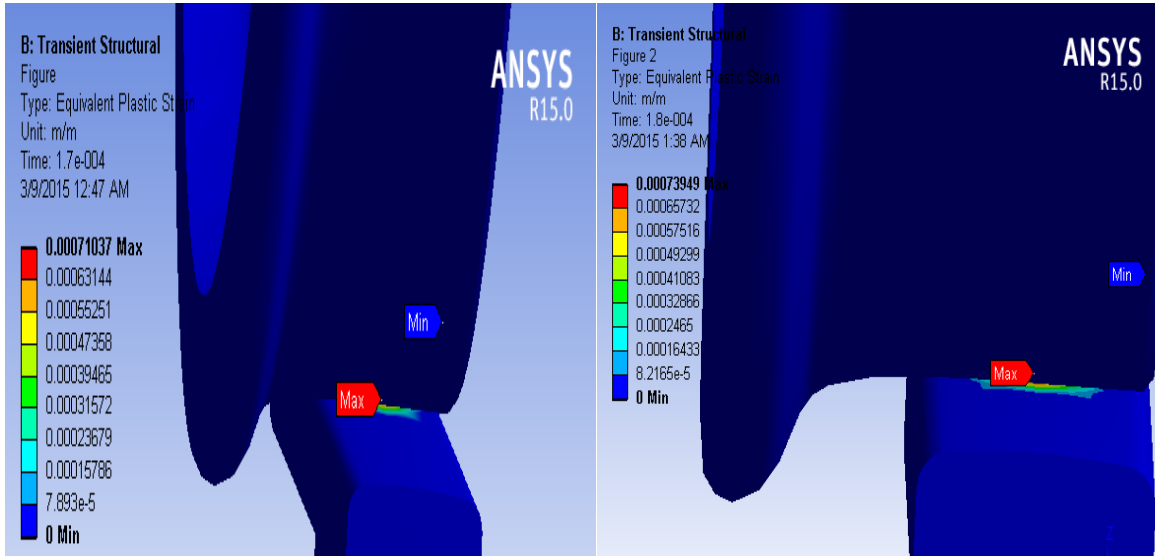 B: Transient Structural
Figure
Type: Equivalent Plastic Strain
Unit: m/m
Time: 1.7e-004
3/9/2015 12:47 AM
ANSYS
R15.0
0.00071037 Max
0.00063144
0.00055251
0.00047358
0.00039465
0.00031572
0.00023679
0.00015786
7.893e-5
0 Min
Min
Max
B: Transient Structural
Figure 2
Type: Equivalent Plastic Strain
Unit: m/m
Time: 1.8e-004
3/9/2015 1:38 AM
ANSYS
R15.0
0.00073949 Max
0.00065732
0.00057516
0.00049299
0.00041083
0.00032866
0.0002465
0.00016433
8.2165e-5
0 Min
Min
Max
Z